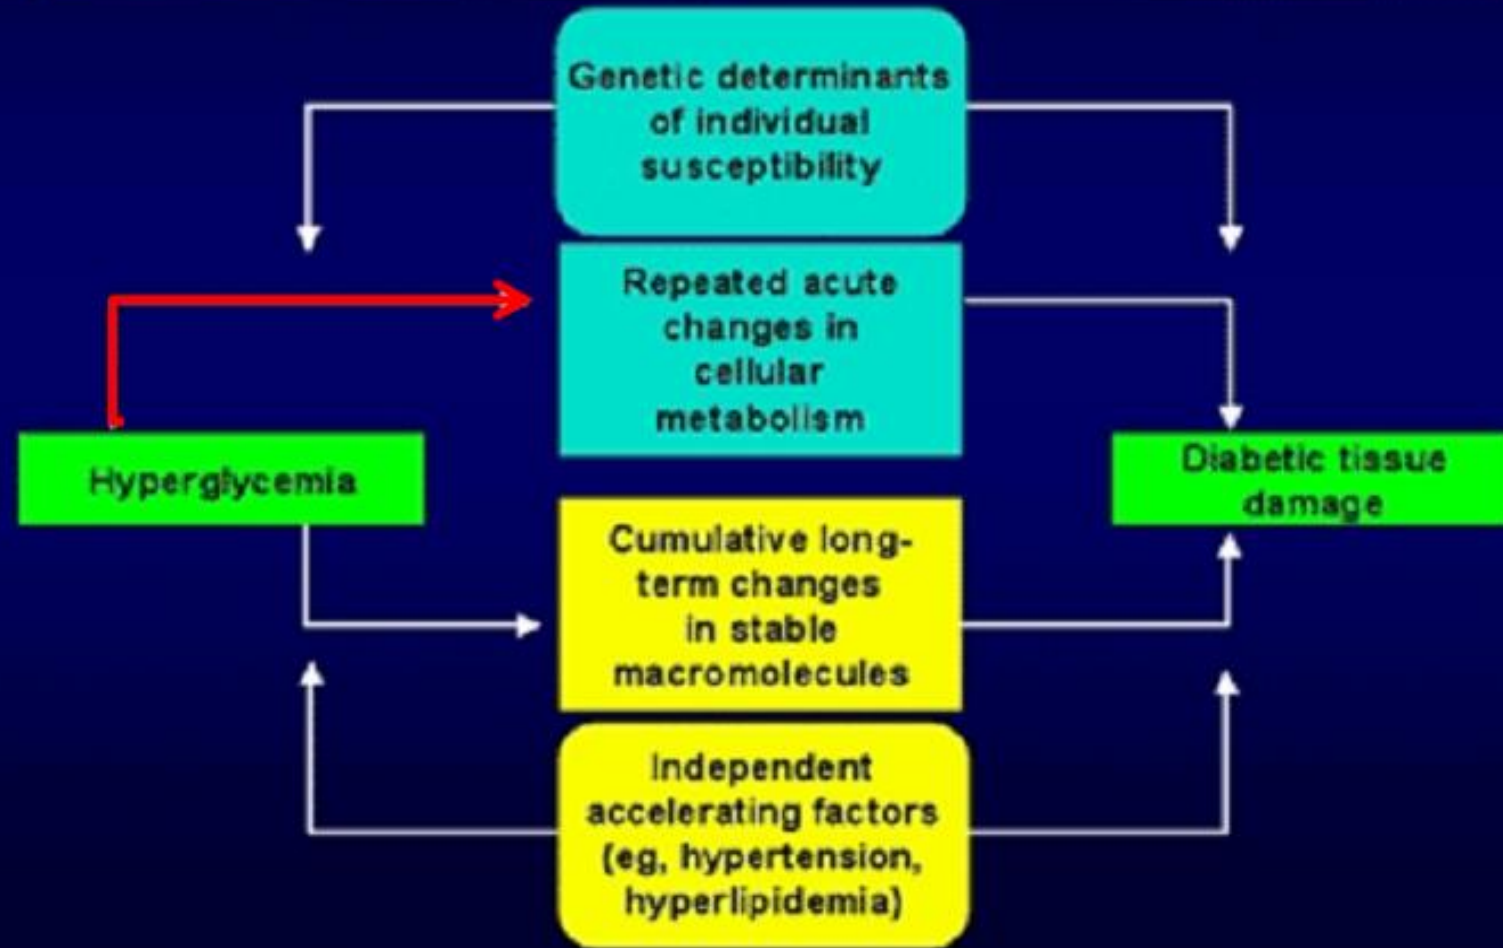 Genetic determinants
of individual
susceptibility
Repeated acute
changes in
cellular
metabolism
Hyperglycemia
Diabetic tissue
damage
Cumulative long-
term changes
in stable
macromolecules
Independent
accelerating factors
(eg, hypertension,
hyperlipidemia)